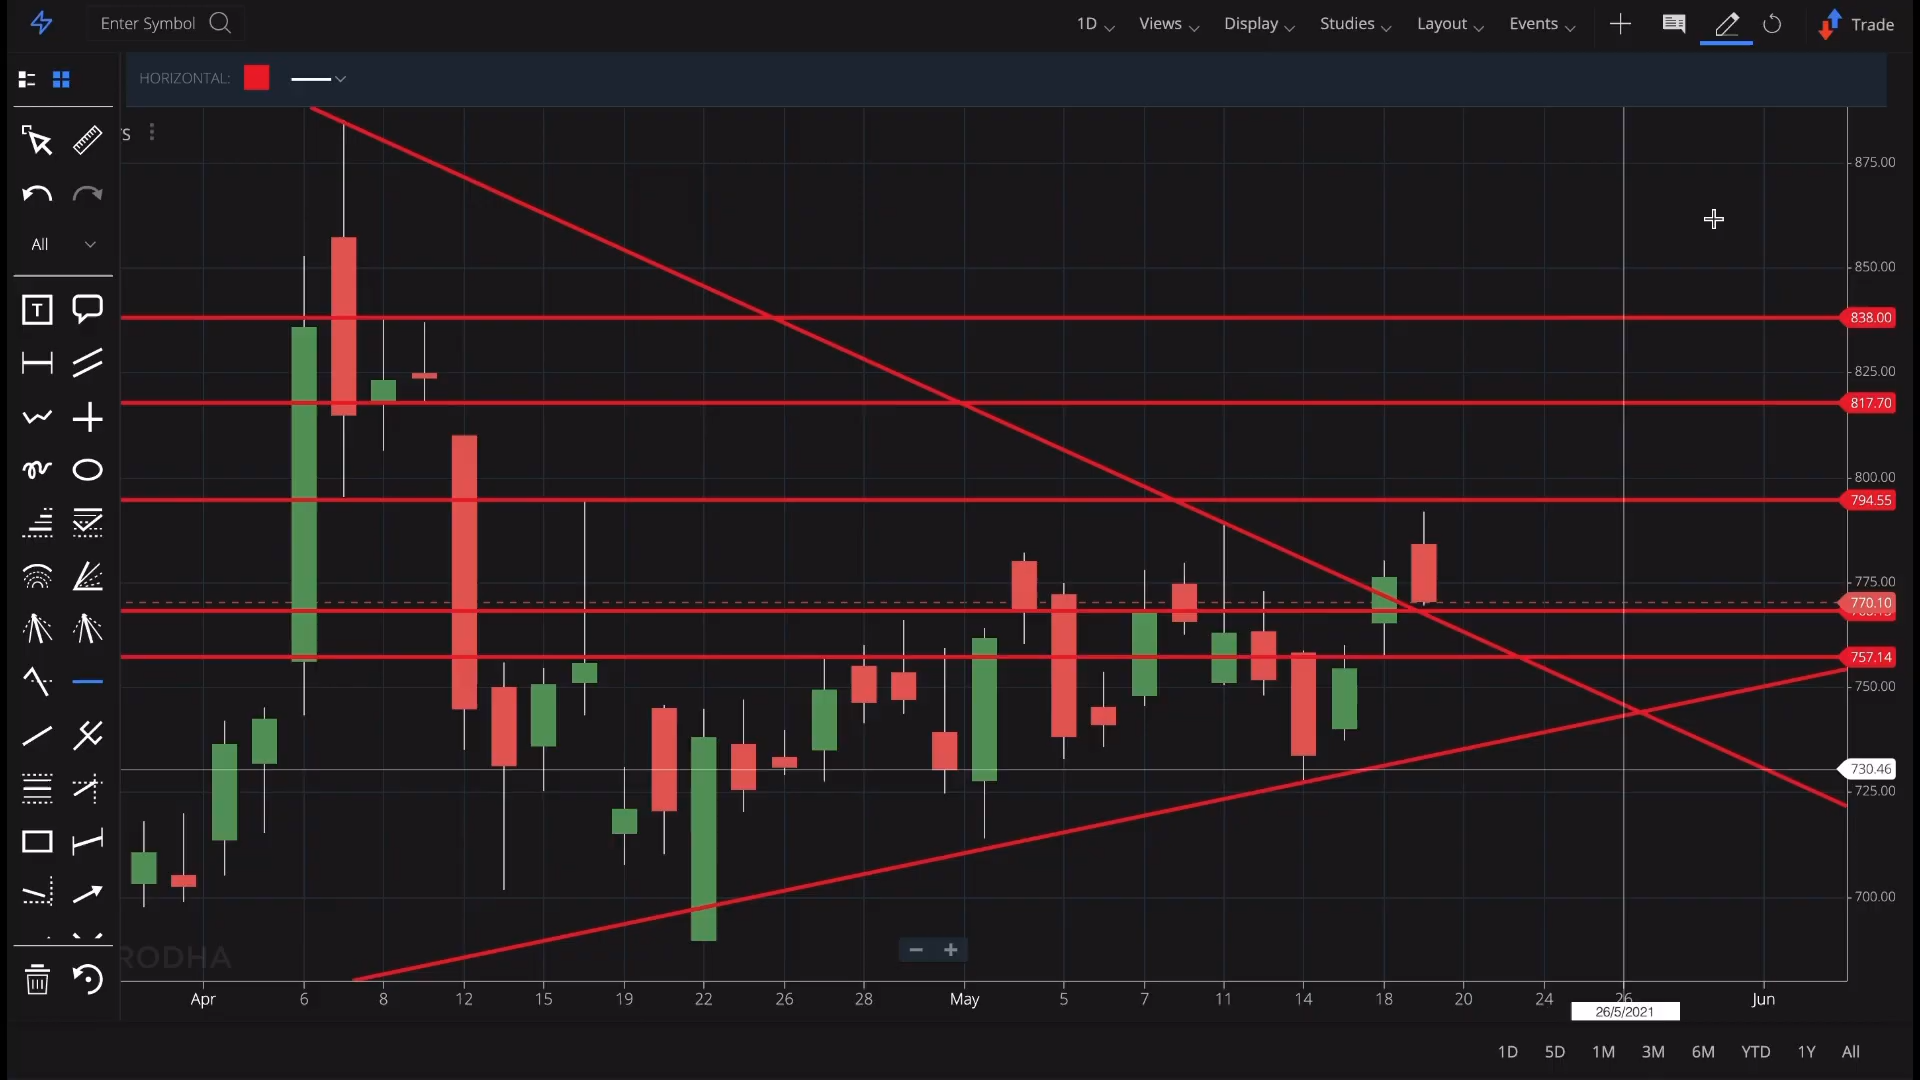 Enter Symbol
1D Views Display Studies Layout Events Trade
HORIZONTAL:
All
T
875.00
850.00
838.00
825.00
817.70
800.00
794.55
775.00
770.10
757.14
750.00
730.46
725.00
700.00
RODHA
Apr 6 8 12 15 19 22 26 28 May 5 7 11 14 18 20 24 26 Jun
26/5/2021
1D 5D 1M 3M 6M YTD 1Y All